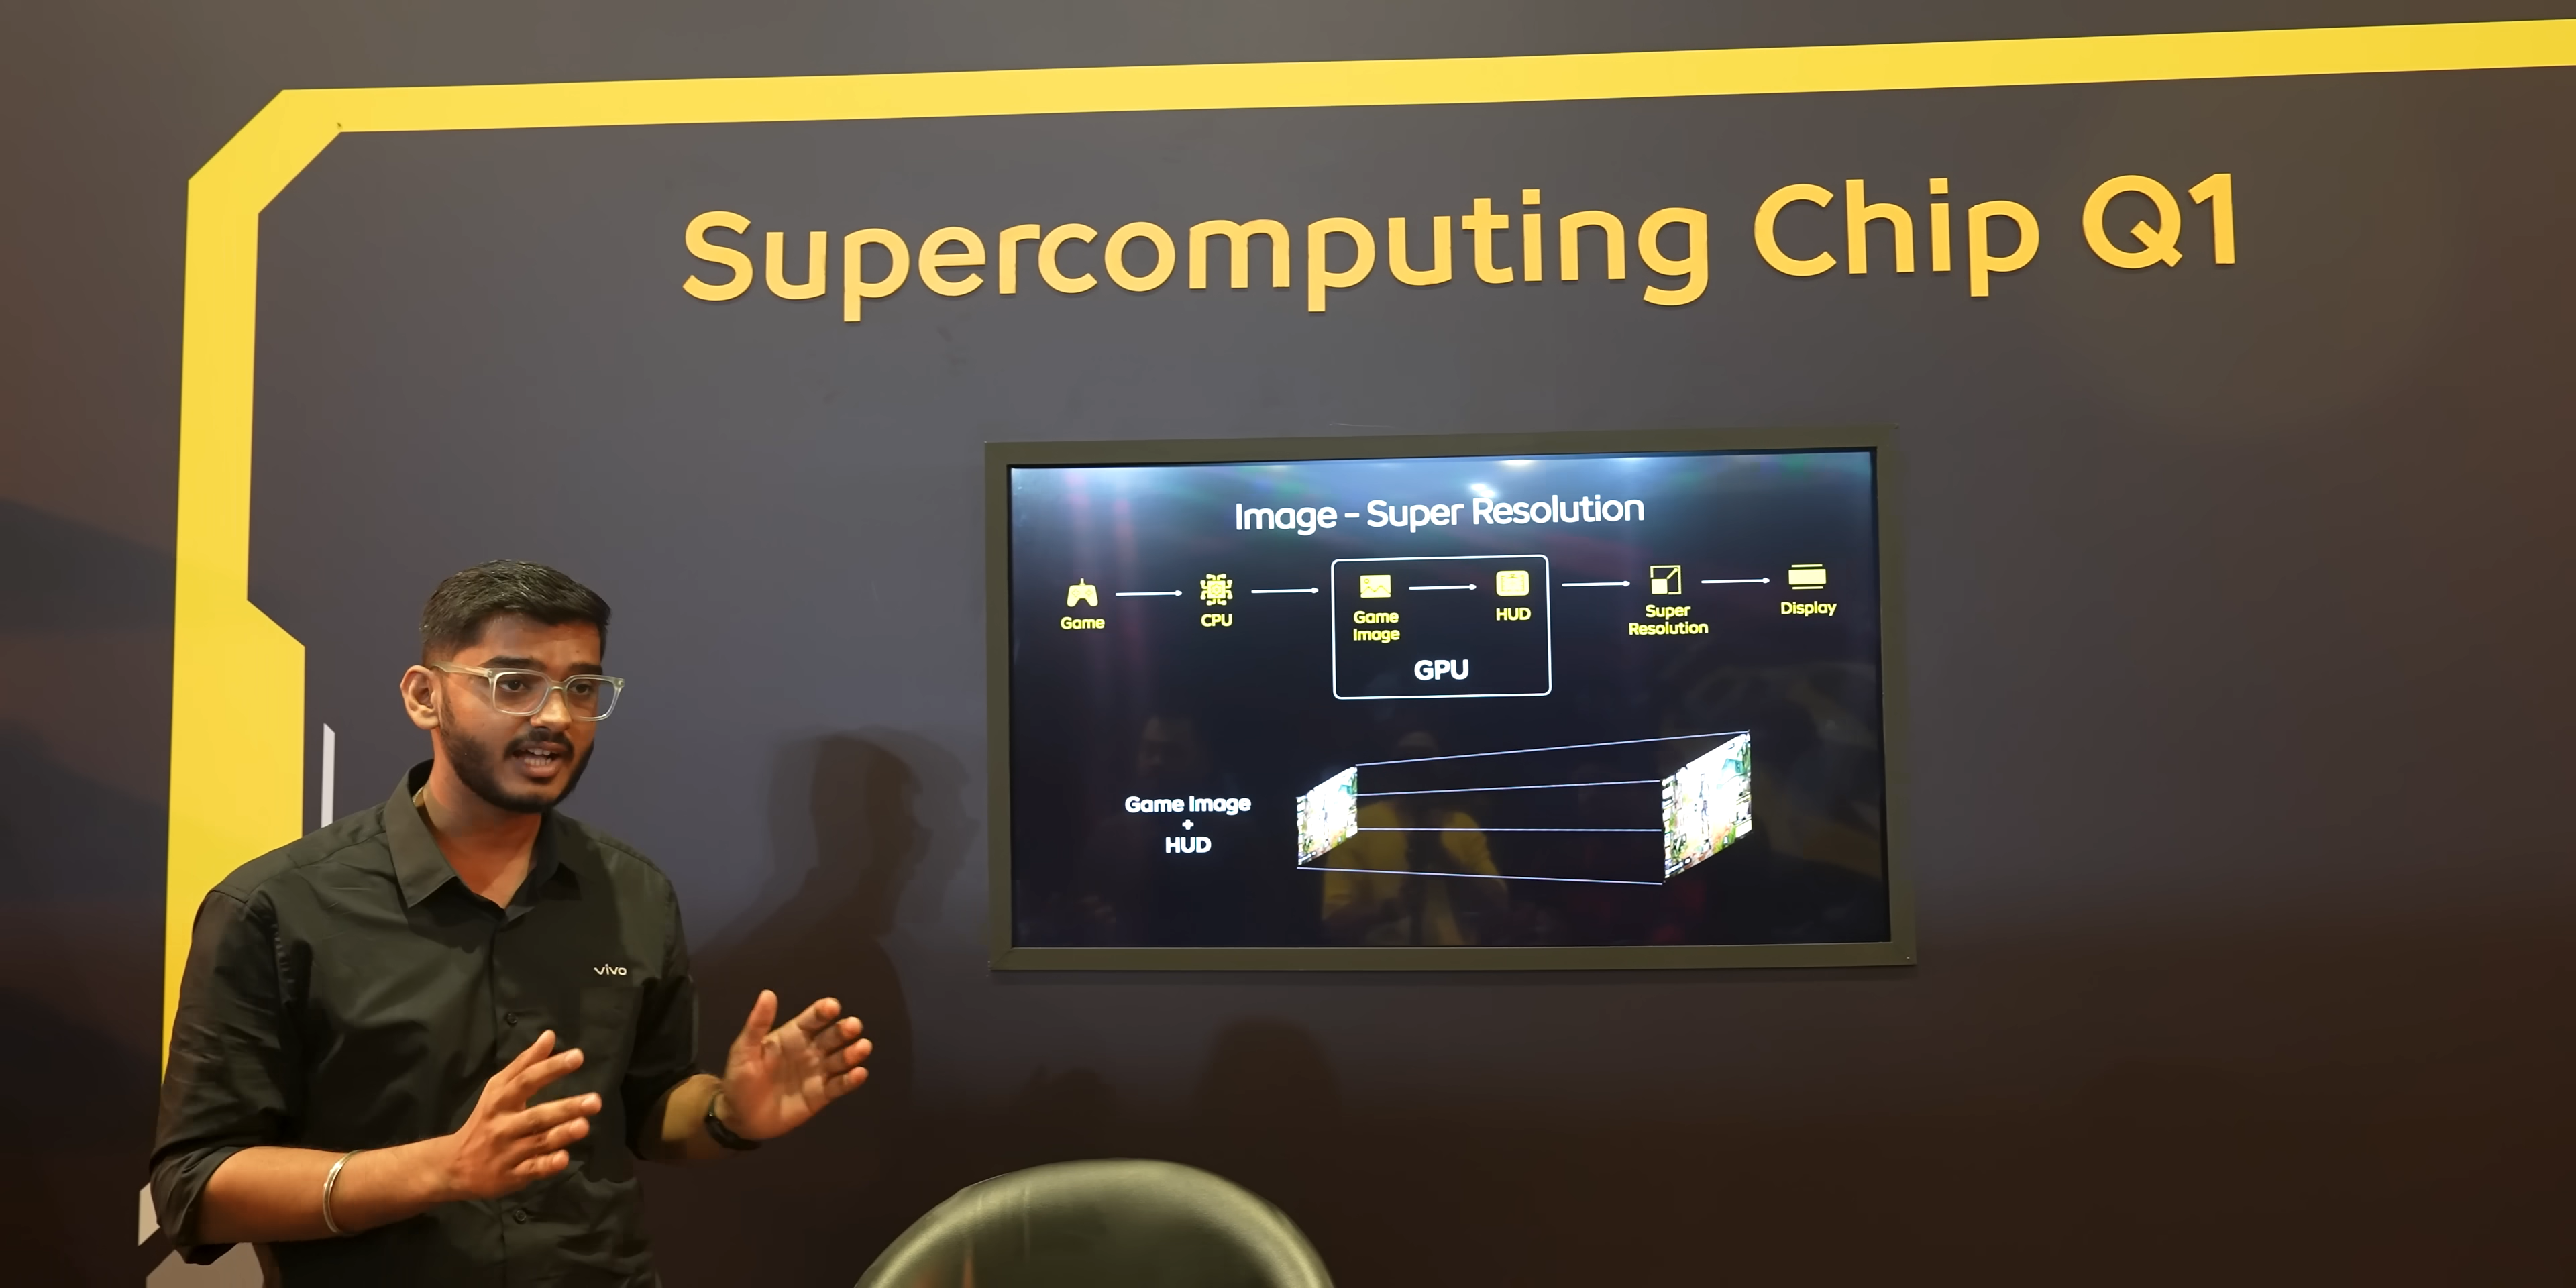 Supercomputing Chip Q1
Image - Super Resolution
Game
CPU
Game
Image
HUD
GPU
Super
Resolution
Display
Game Image
+
HUD
vivo